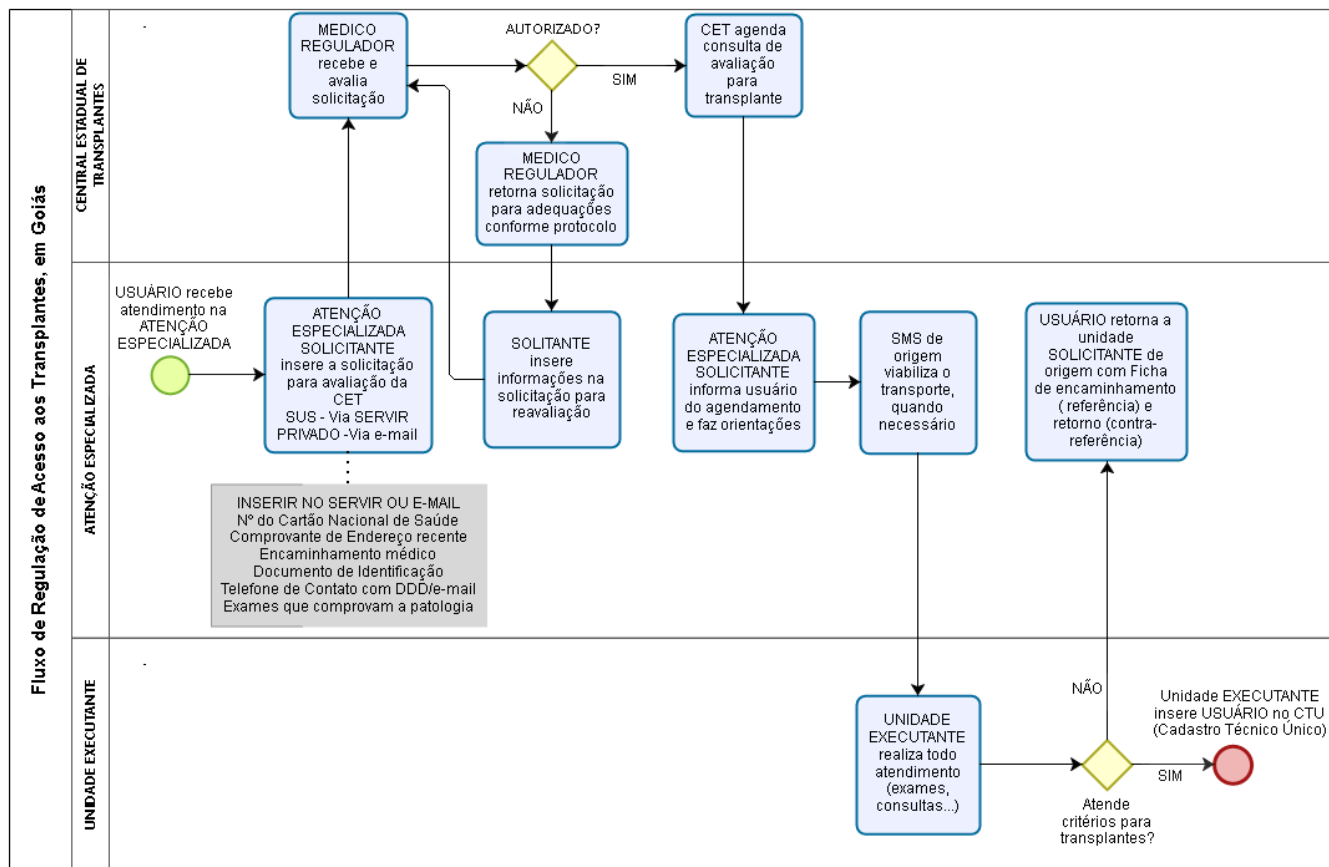 Fluxo de Regulação de Acesso aos Transplantes, em Goiás
CENTRAL ESTADUAL DE
TRANSPLANTES
MEDICO
REGULADOR
recebe e
avalia
solicitação
AUTORIZADO?
SIM
NÃO
CET agenda
consulta de
avaliação
para
transplante
MEDICO
REGULADOR
retorna solicitação
para adequações
conforme protocolo
ATENÇÃO ESPECIALIZADA
USUÁRIO recebe
atendimento na
ATENÇÃO
ESPECIALIZADA
ATENÇÃO
ESPECIALIZADA
SOLICITANTE
insere a solicitação
para avaliação da
CET
SUS - Via SERVIR
PRIVADO -Via e-mail
INSERIR NO SERVIR OU E-MAIL
Nº do Cartão Nacional de Saúde
Comprovante de Endereço recente
Encaminhamento médico
Documento de Identificação
Telefone de Contato com DDD/e-mail
Exames que comprovam a patologia
SOLITANTE
insere
informações na
solicitação para
reavaliação
ATENÇÃO
ESPECIALIZADA
SOLICITANTE
informa usuário
do agendamento
e faz orientações
SMS de
origem
viabiliza o
transporte,
quando
necessário
USUÁRIO retorna a
unidade
SOLICITANTE de
origem com Ficha
de encaminhamento
( referência) e
retorno (contra-
referência)
UNIDADE EXECUTANTE
UNIDADE
EXECUTANTE
realiza todo
atendimento
(exames,
consultas...)
NÃO
Atende
critérios para
transplantes?
SIM
Unidade EXECUTANTE
insere USUÁRIO no CTU
(Cadastro Técnico Único)